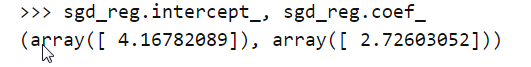 >>> sgd_reg.intercept_, sgd_reg.coef_
(array([ 4.16782089]), array([ 2.72603052]))